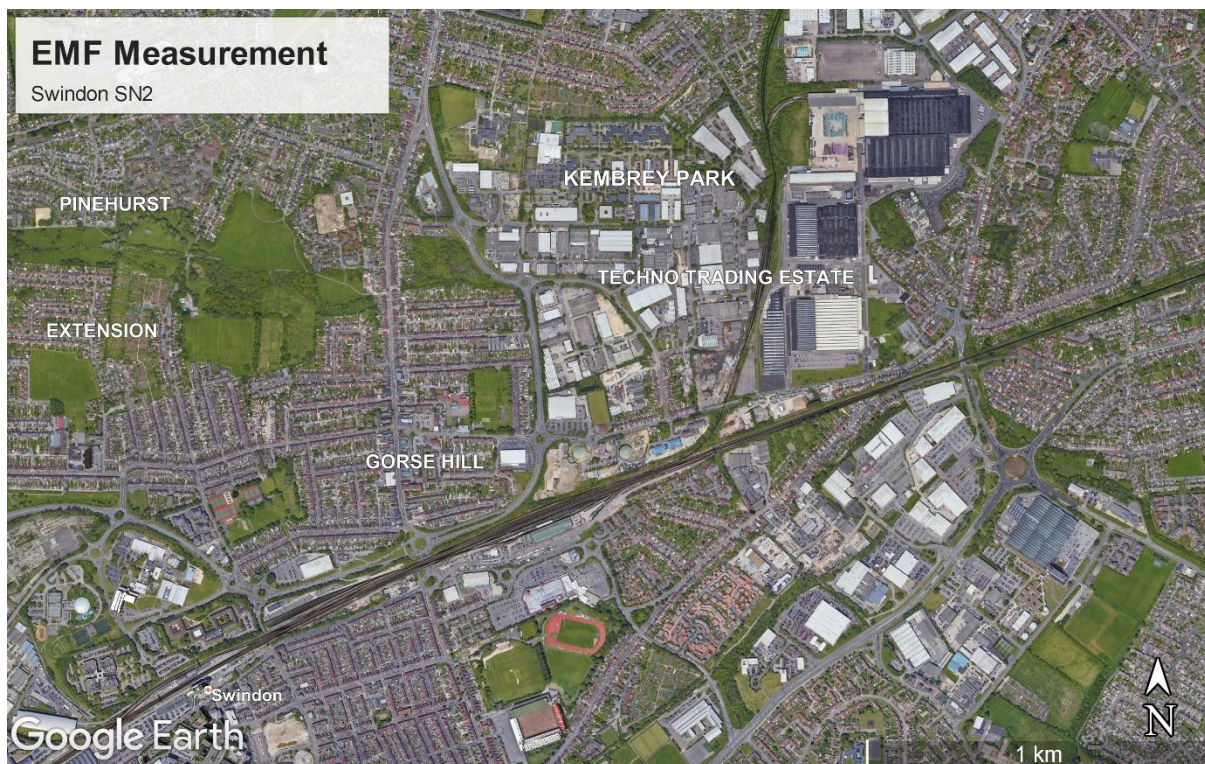 EMF Measurement
Swindon SN2
KEMBREY PARK
PINEHURST
TECHNO TRADING ESTATE
EXTENSION
GORSE HILL
Swindon
Google Earth
N
1 km